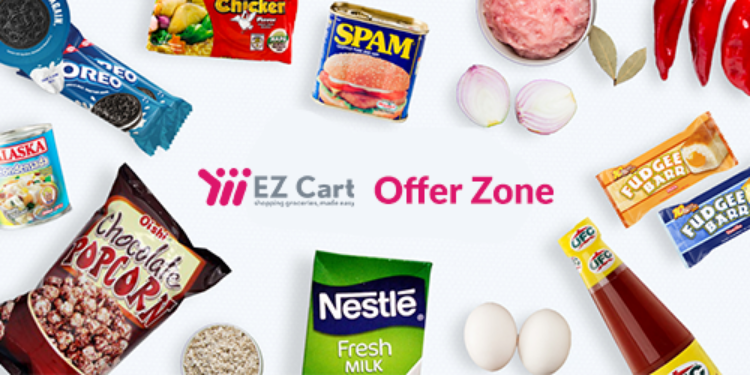 Chicken
SPAM
OREO
OREO
ALASKA
EZ Cart
shopping groceries, made easy
Offer Zone
FUDGEE
BARR
FUDGEE
BARR
Oishi
Chocolate
POPCORN
UFC
UFC
Nestlé
Fresh
MILK
UFC